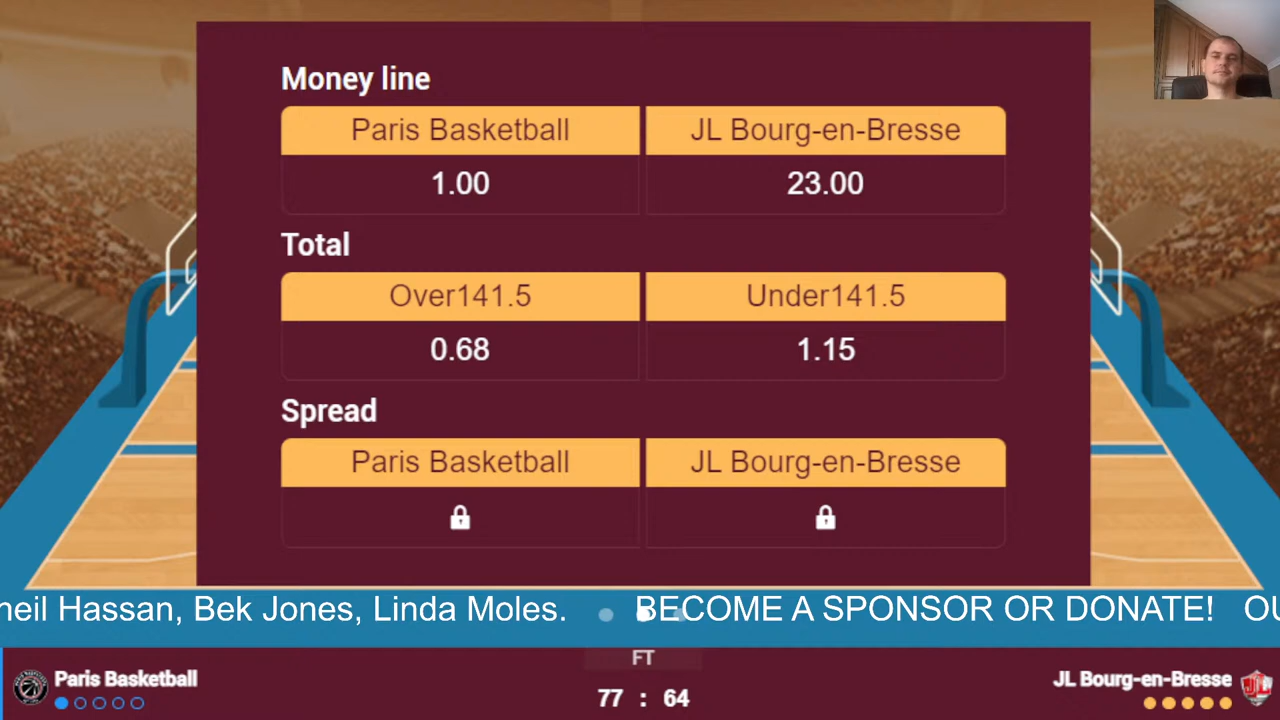 Money line
Paris Basketball JL Bourg-en-Bresse
1.00 23.00
Total
Over141.5 Under141.5
0.68 1.15
Spread
Paris Basketball JL Bourg-en-Bresse
neil Hassan, Bek Jones, Linda Moles. BECOME A SPONSOR OR DONATE! OU
FT
Paris Basketball 77 : 64 JL Bourg-en-Bresse